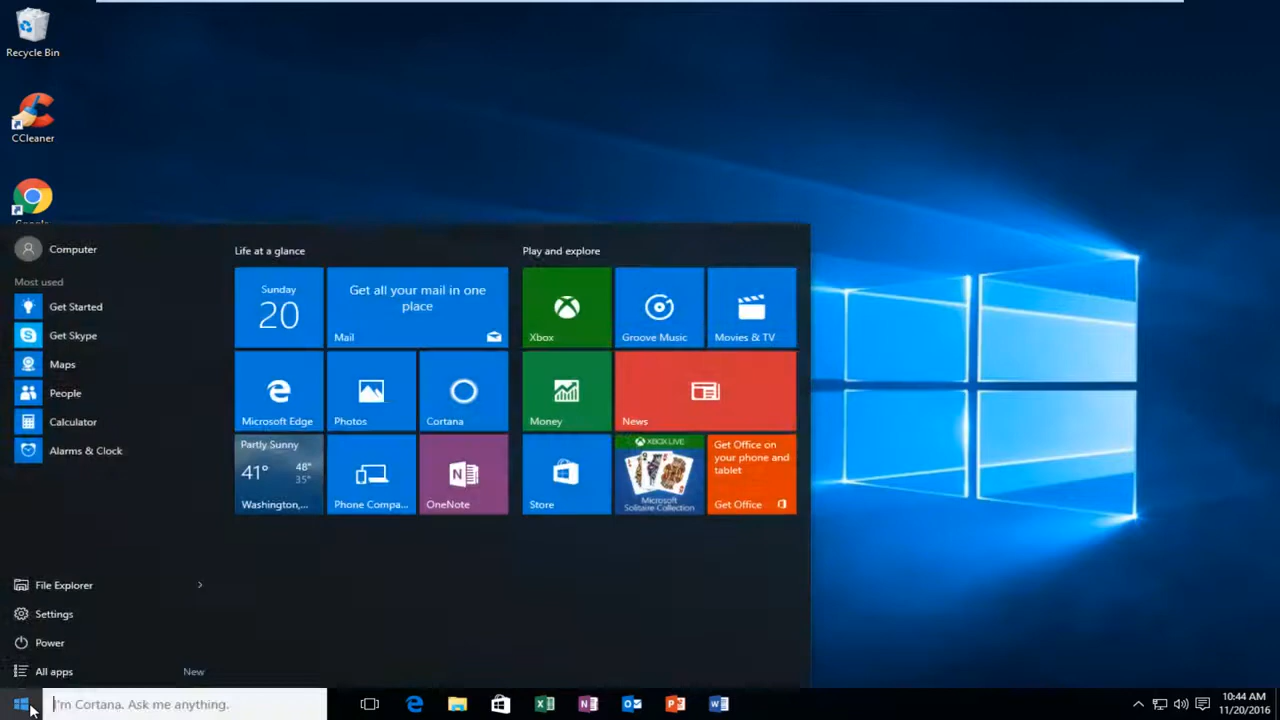 Recycle Bin
CCleaner
Google
Computer
Most used
Get Started
Get Skype
Maps
People
Calculator
Alarms & Clock
File Explorer
Settings
Power
All apps
New
Life at a glance
Sunday
20
Get all your mail in one
place
Mail
Microsoft Edge
Photos
Cortana
Partly Sunny
41°
48°
35°
Washington,...
Phone Compa...
OneNote
Play and explore
Xbox
Groove Music
Movies & TV
Money
News
Store
XBOX LIVE
Microsoft
Solitaire Collection
Get Office on
your phone and
tablet
Get Office
I'm Cortana. Ask me anything.
10:44 AM
11/20/2016